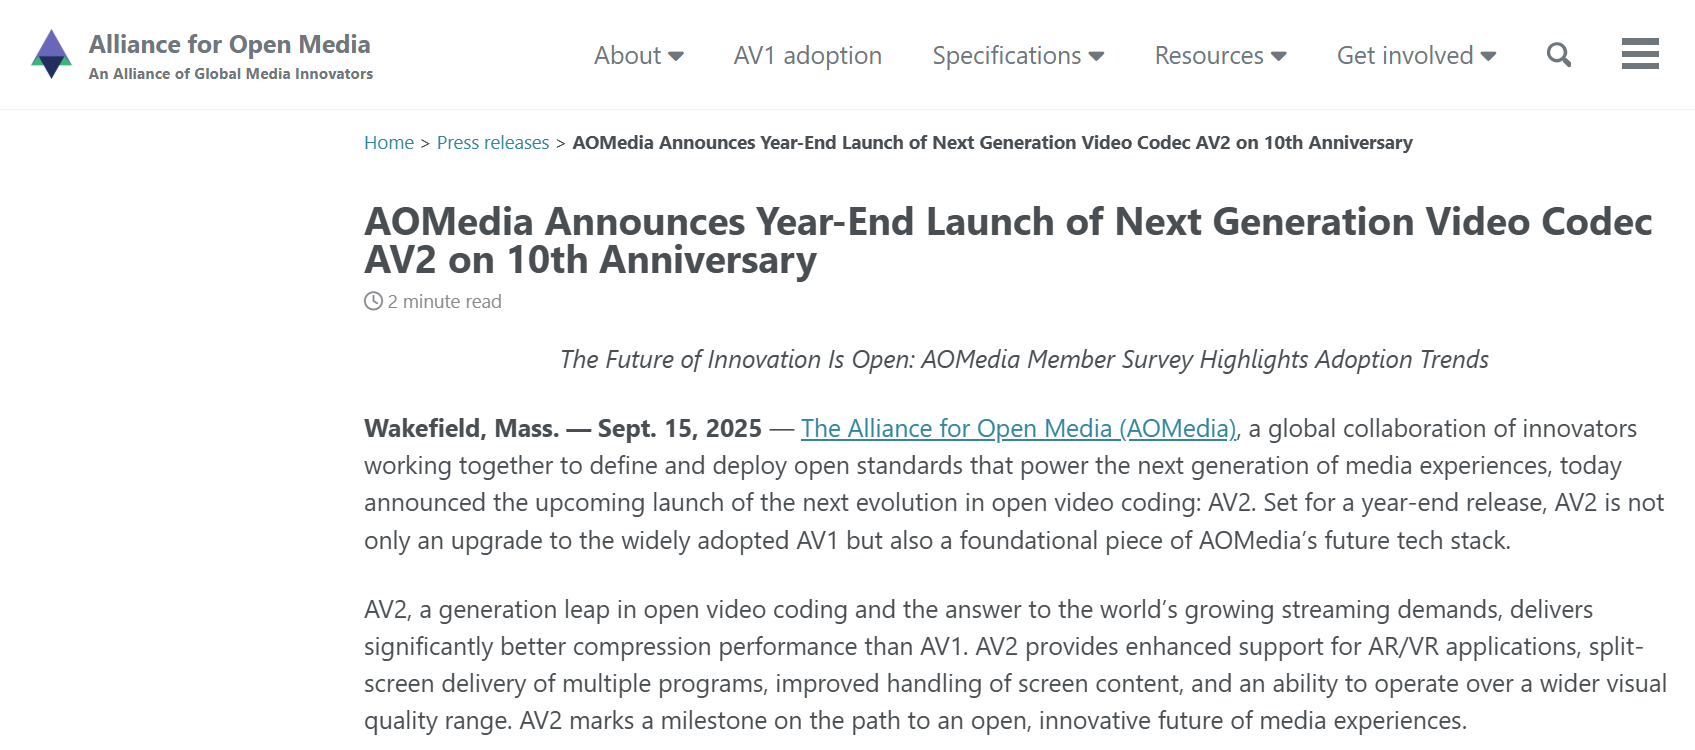 Alliance for Open Media
An Alliance of Global Media Innovators
About
AV1 adoption
Specifications
Resources
Get involved
Home > Press releases > AOMedia Announces Year-End Launch of Next Generation Video Codec AV2 on 10th Anniversary
AOMedia Announces Year-End Launch of Next Generation Video Codec
AV2 on 10th Anniversary
2 minute read
The Future of Innovation Is Open: AOMedia Member Survey Highlights Adoption Trends
Wakefield, Mass. — Sept. 15, 2025 — The Alliance for Open Media (AOMedia), a global collaboration of innovators
working together to define and deploy open standards that power the next generation of media experiences, today
announced the upcoming launch of the next evolution in open video coding: AV2. Set for a year-end release, AV2 is not
only an upgrade to the widely adopted AV1 but also a foundational piece of AOMedia’s future tech stack.
AV2, a generation leap in open video coding and the answer to the world’s growing streaming demands, delivers
significantly better compression performance than AV1. AV2 provides enhanced support for AR/VR applications, split-
screen delivery of multiple programs, improved handling of screen content, and an ability to operate over a wider visual
quality range. AV2 marks a milestone on the path to an open, innovative future of media experiences.